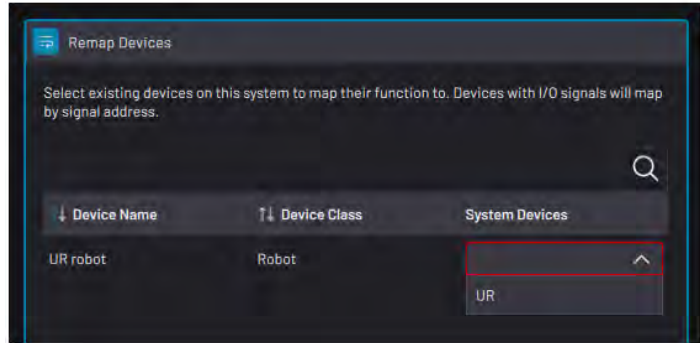 Remap Devices
Select existing devices on this system to map their function to. Devices with I/O signals will map
by signal address.
Device Name
Device Class
System Devices
UR robot
Robot
UR